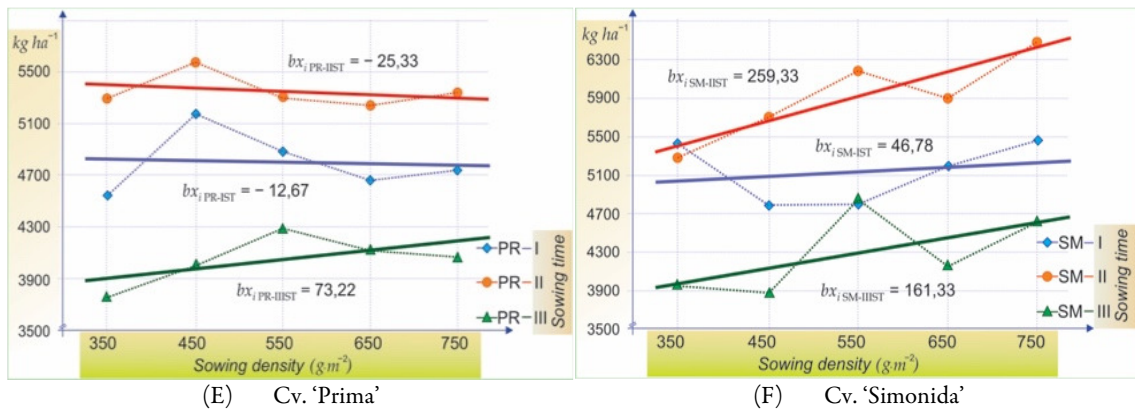 kg ha⁻¹
5500
5100
4700
4300
3900
3500
bxᵢ PR-IIST = − 25,33
bxᵢ PR-IST = − 12,67
bxᵢ PR-IIIST = 73,22
PR-I
PR-II
PR-III
Sowing time
350 450 550 650 750
Sowing density (g·m⁻²)
(E) Cv. ‘Prima’
kg ha⁻¹
6300
5900
5500
5100
4700
4300
3900
3500
bxᵢ SM-IIST = 259,33
bxᵢ SM-IST = 46,78
bxᵢ SM-IIIST = 161,33
SM-I
SM-II
SM-III
Sowing time
350 450 550 650 750
Sowing density (g·m⁻²)
(F) Cv. ‘Simonida’